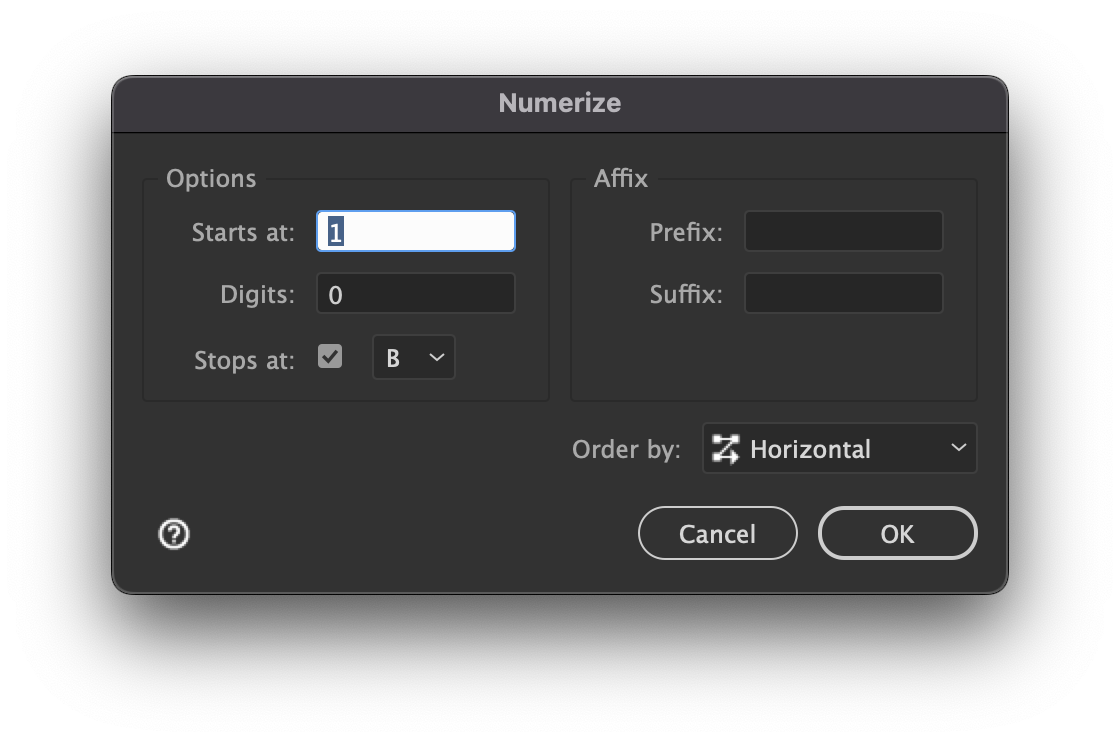 Numerize
Options
Starts at: 1
Digits: 0
Stops at: B
Affix
Prefix:
Suffix:
Order by: Horizontal
?
Cancel OK